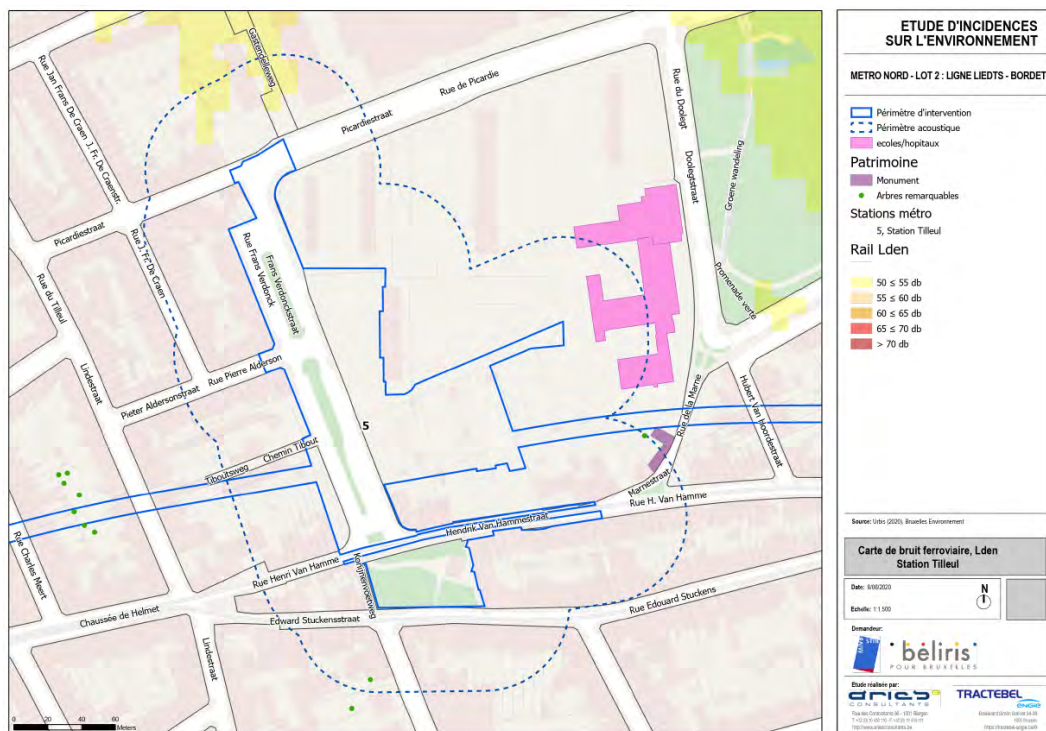 Rue Jan Frans De Craen J. Fr. De Craenstr.
Gastendelleweg
Rue de Picardie
Picardiestraat
Rue du Doolegt
Doolegtstraat
Groene wandeling
Promenade verte
Picardiestraat
Rue J. Fr. De Craen
Rue Frans Verdonck
Frans Verdonckstraat
Rue du Tilleul
Lindestraat
Rue Pierre Alderson
Pieter Aldersonstraat
5
Chemin Tibout
Tiboutsweg
Rue de la Marne
Marnestraat
Hubert Van Hoordestraat
Rue H. Van Hamme
Hendrik Van Hammestraat
Rue Henri Van Hamme
Konijnenvoetweg
Rue Charles Meert
Chaussée de Helmet
Edward Stuckensstraat
Rue Edouard Stuckens
Lindestraat
0 20 40 60
Meters
ETUDE D'INCIDENCES
SUR L'ENVIRONNEMENT
METRO NORD - LOT 2 : LIGNE LIEDTS - BORDET
Périmètre d'intervention
Périmètre acoustique
ecoles/hopitaux
Patrimoine
Monument
Arbres remarquables
Stations métro
5, Station Tilleul
Rail Lden
50 ≤ 55 db
55 ≤ 60 db
60 ≤ 65 db
65 ≤ 70 db
> 70 db
Source: Urbis (2020), Bruxelles Environnement
Carte de bruit ferroviaire, Lden
Station Tilleul
Echelle: 1:1.500
N
Demandeur:
beliris
POUR BRUXELLES
Etude réalisée par:
aries
CONSULTANTS
TRACTEBEL
ENGIE